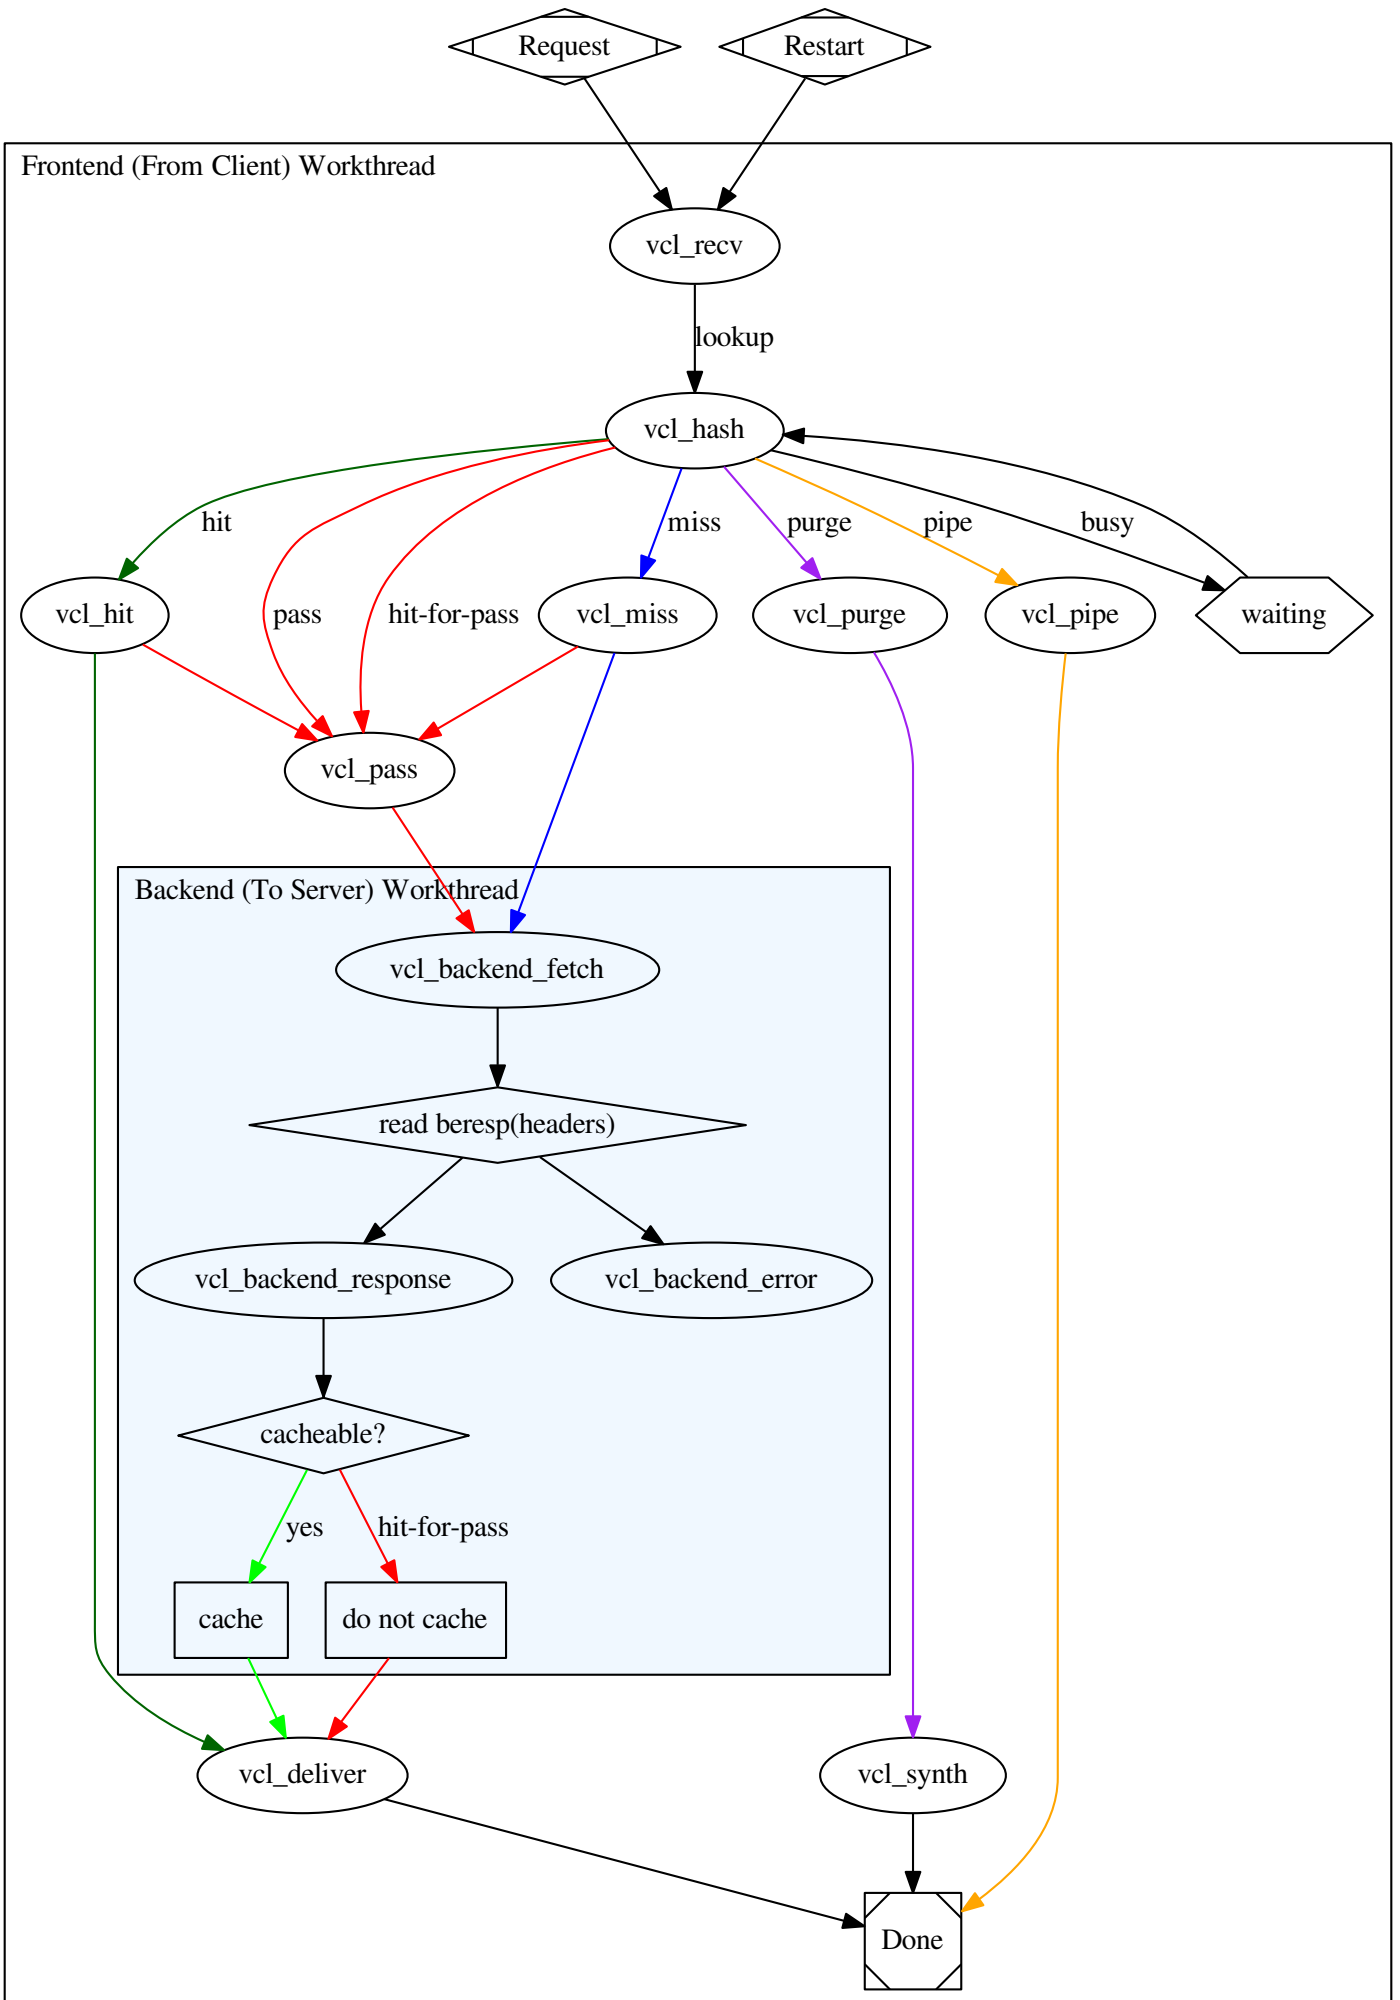 Request
Restart
Frontend (From Client) Workthread
vcl_recv
lookup
vcl_hash
hit
miss
purge
pipe
busy
vcl_hit
pass
hit-for-pass
vcl_miss
vcl_purge
vcl_pipe
waiting
vcl_pass
Backend (To Server) Workthread
vcl_backend_fetch
read beresp(headers)
vcl_backend_response
vcl_backend_error
cacheable?
yes
hit-for-pass
cache
do not cache
vcl_deliver
vcl_synth
Done